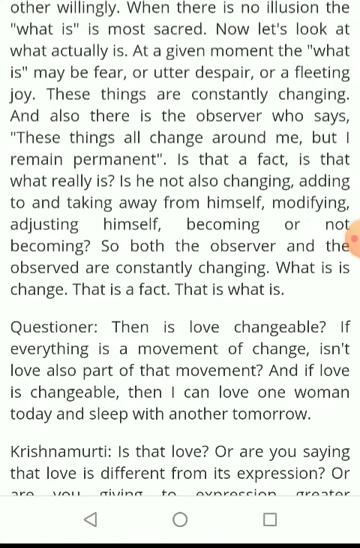 other willingly. When there is no illusion the
"what is" is most sacred. Now let's look at
what actually is. At a given moment the "what
is" may be fear, or utter despair, or a fleeting
joy. These things are constantly changing.
And also there is the observer who says,
"These things all change around me, but I
remain permanent". Is that a fact, is that
what really is? Is he not also changing, adding
to and taking away from himself, modifying,
adjusting himself, becoming or not
becoming? So both the observer and the
observed are constantly changing. What is is
change. That is a fact. That is what is.
Questioner: Then is love changeable? If
everything is a movement of change, isn't
love also part of that movement? And if love
is changeable, then I can love one woman
today and sleep with another tomorrow.
Krishnamurti: Is that love? Or are you saying
that love is different from its expression? Or
are you giving to expression greater